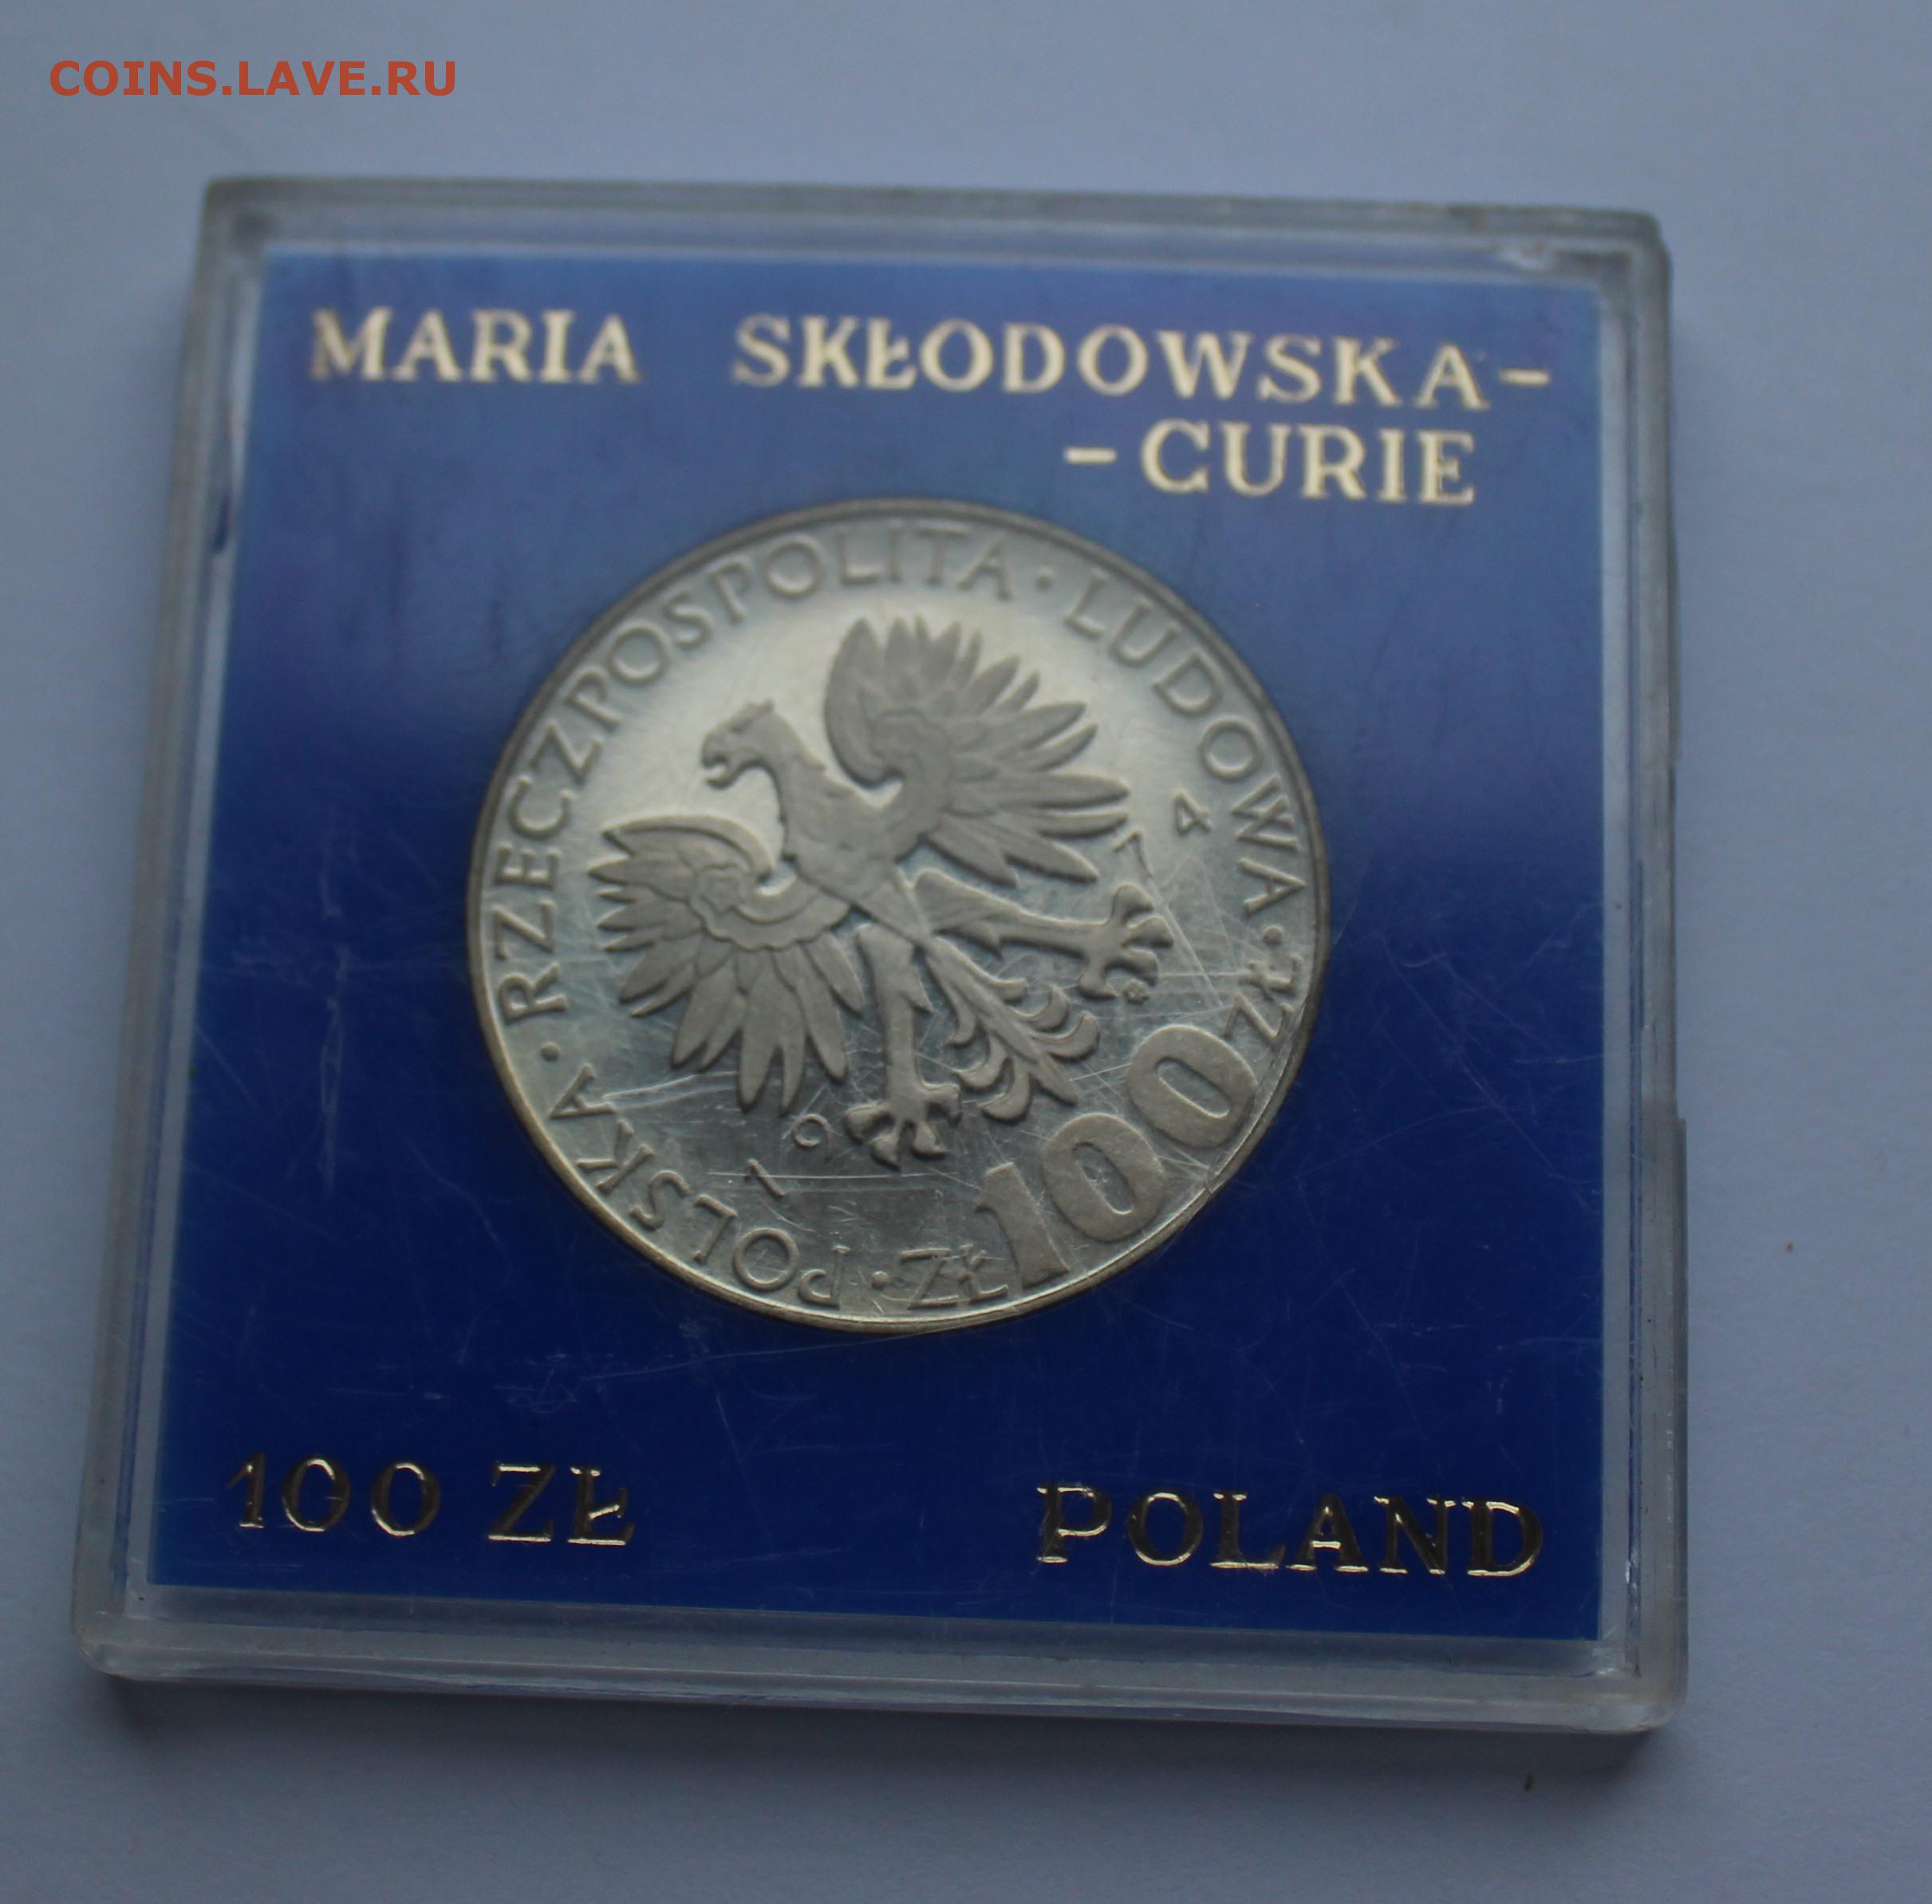 COINS.LAVE.RU
MARIA SKŁODOWSKA-
-CURIE
POLSKA · RZECZPOSPOLITA · LUDOWA ·
1974
ZŁ 100 ZŁ
100 ZŁ
POLAND